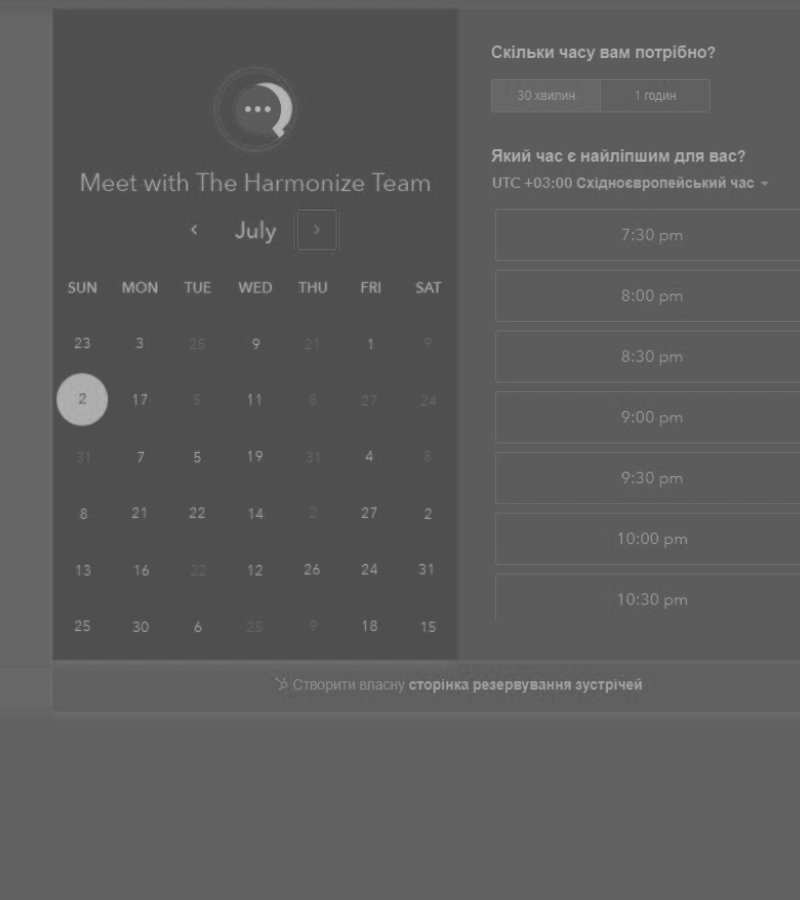 Meet with The Harmonize Team
July
SUN MON TUE WED THU FRI SAT
23 3 25 9 21 1 9
2 17 5 11 8 27 24
31 7 5 19 31 4 8
8 21 22 14 2 27 2
13 16 22 12 26 24 31
25 30 6 25 9 18 15
Скільки часу вам потрібно?
30 хвилин 1 годин
Який час є найліпшим для вас?
UTC +03:00 Східноєвропейський час
7:30 pm
8:00 pm
8:30 pm
9:00 pm
9:30 pm
10:00 pm
10:30 pm
Створити власну сторінка резервування зустрічей